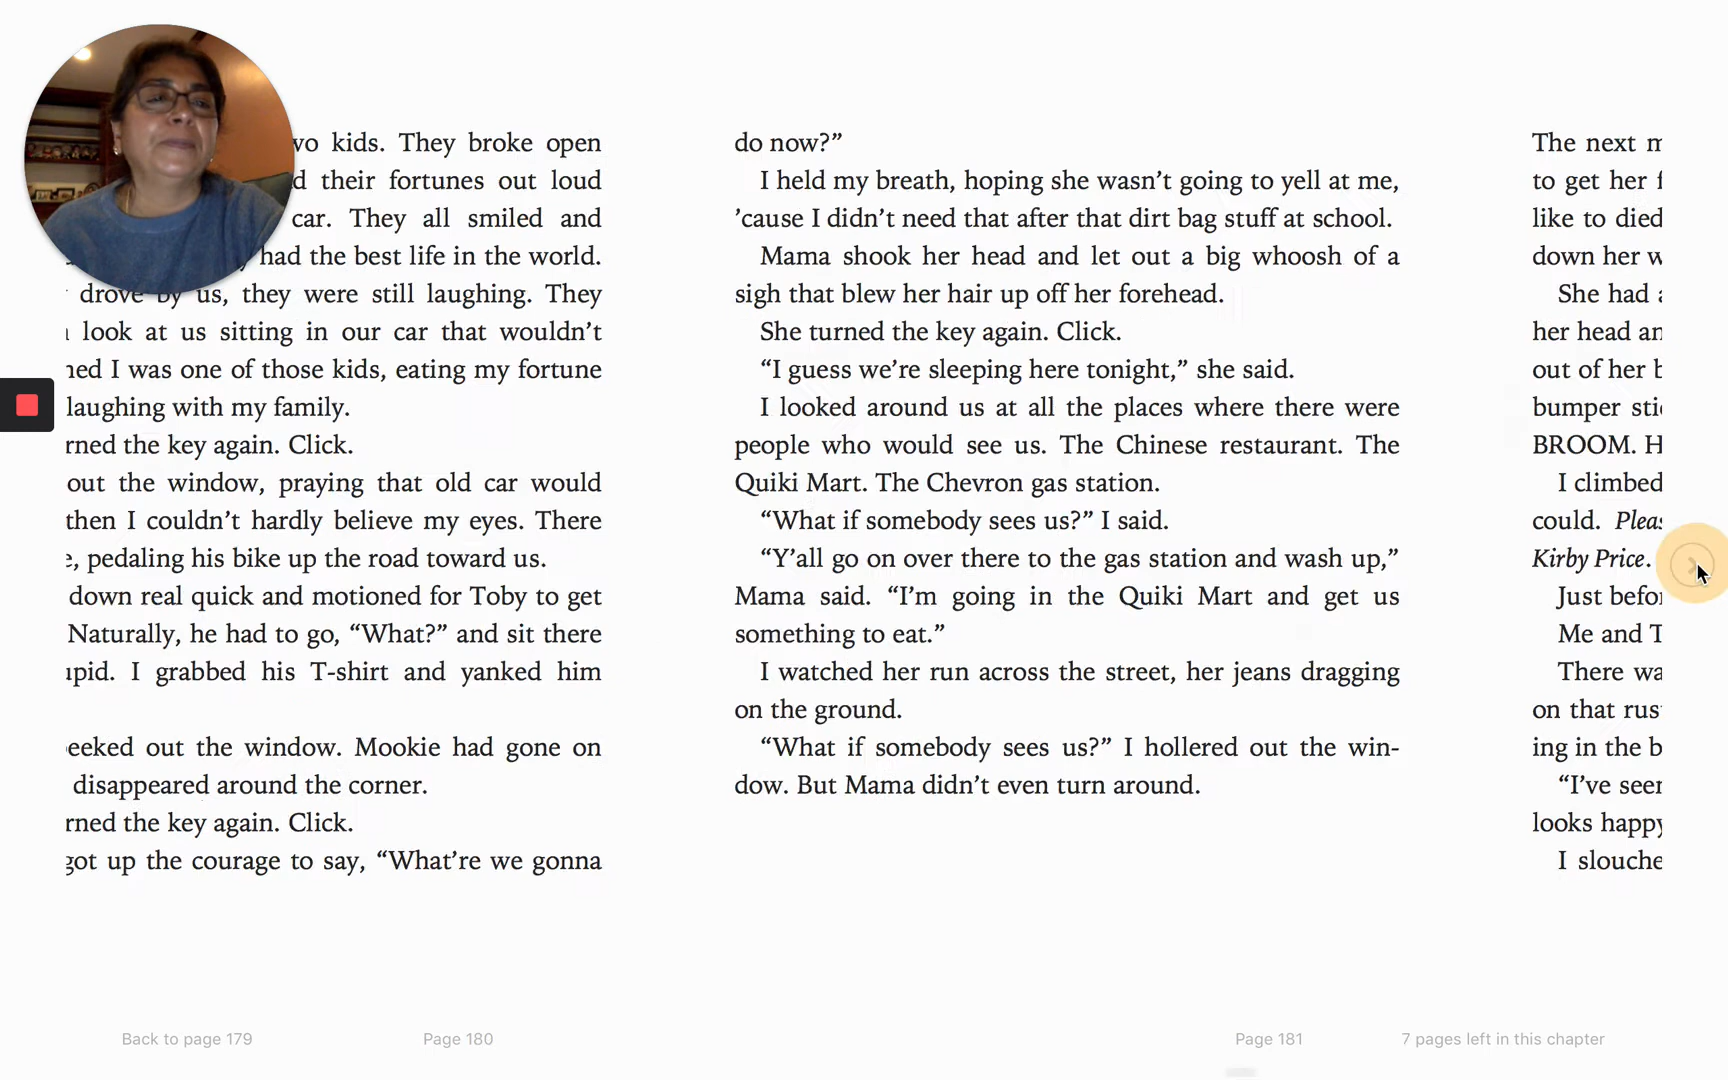 vo kids. They broke open
d their fortunes out loud
car. They all smiled and
had the best life in the world.
drove by us, they were still laughing. They
look at us sitting in our car that wouldn’t
ned I was one of those kids, eating my fortune
laughing with my family.
rned the key again. Click.
out the window, praying that old car would
then I couldn’t hardly believe my eyes. There
e, pedaling his bike up the road toward us.
down real quick and motioned for Toby to get
Naturally, he had to go, “What?” and sit there
upid. I grabbed his T-shirt and yanked him
eeked out the window. Mookie had gone on
disappeared around the corner.
rned the key again. Click.
got up the courage to say, “What’re we gonna
do now?”
I held my breath, hoping she wasn’t going to yell at me,
’cause I didn’t need that after that dirt bag stuff at school.
Mama shook her head and let out a big whoosh of a
sigh that blew her hair up off her forehead.
She turned the key again. Click.
“I guess we’re sleeping here tonight,” she said.
I looked around us at all the places where there were
people who would see us. The Chinese restaurant. The
Quiki Mart. The Chevron gas station.
“What if somebody sees us?” I said.
“Y’all go on over there to the gas station and wash up,”
Mama said. “I’m going in the Quiki Mart and get us
something to eat.”
I watched her run across the street, her jeans dragging
on the ground.
“What if somebody sees us?” I hollered out the win-
dow. But Mama didn’t even turn around.
The next m
to get her f
like to died
down her w
She had a
her head an
out of her b
bumper stic
BROOM. H
I climbed
could. Pleas
Kirby Price.
Just befor
Me and T
There wa
on that rus
ing in the b
“I’ve seen
looks happy
I slouche
Back to page 179
Page 180
Page 181
7 pages left in this chapter